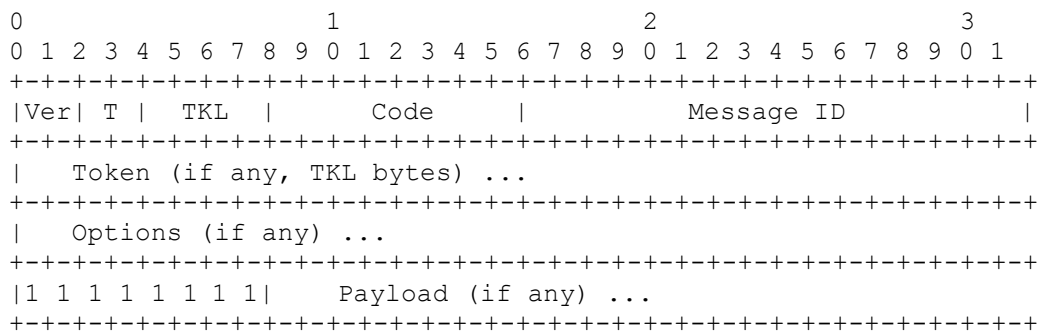 0                   1                   2                   3
0 1 2 3 4 5 6 7 8 9 0 1 2 3 4 5 6 7 8 9 0 1 2 3 4 5 6 7 8 9 0 1
+-+-+-+-+-+-+-+-+-+-+-+-+-+-+-+-+-+-+-+-+-+-+-+-+-+-+-+-+-+-+-+-+
|Ver| T |  TKL  |      Code     |          Message ID           |
+-+-+-+-+-+-+-+-+-+-+-+-+-+-+-+-+-+-+-+-+-+-+-+-+-+-+-+-+-+-+-+-+
|   Token (if any, TKL bytes) ...
+-+-+-+-+-+-+-+-+-+-+-+-+-+-+-+-+-+-+-+-+-+-+-+-+-+-+-+-+-+-+-+-+
|   Options (if any) ...
+-+-+-+-+-+-+-+-+-+-+-+-+-+-+-+-+-+-+-+-+-+-+-+-+-+-+-+-+-+-+-+-+
|1 1 1 1 1 1 1 1|    Payload (if any) ...
+-+-+-+-+-+-+-+-+-+-+-+-+-+-+-+-+-+-+-+-+-+-+-+-+-+-+-+-+-+-+-+-+